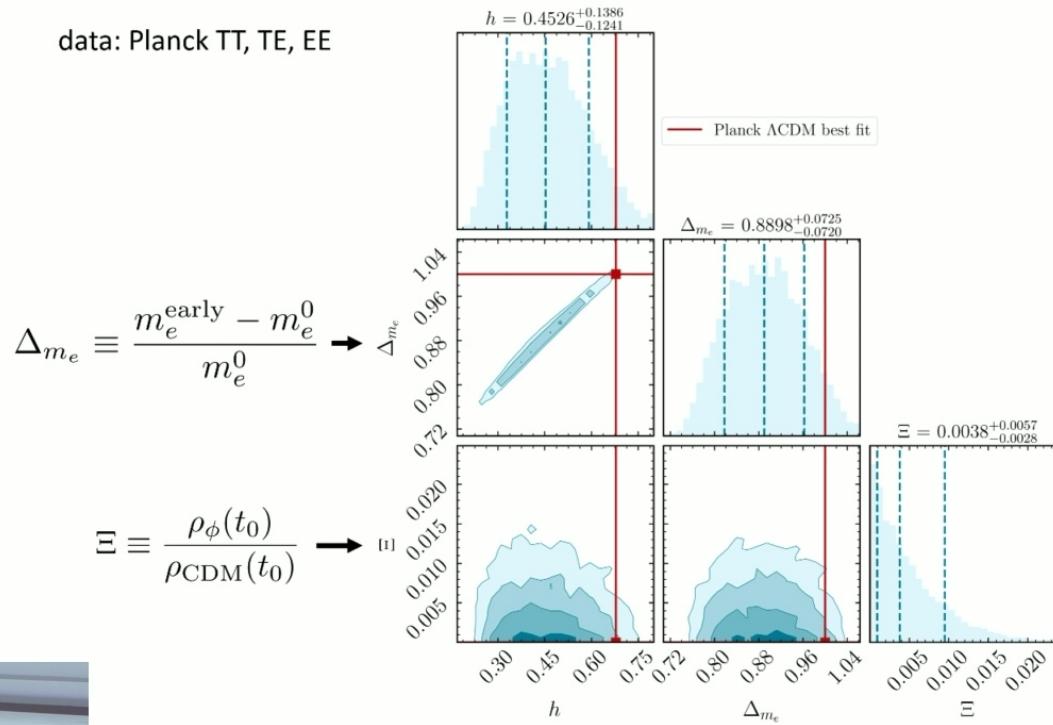 data: Planck TT, TE, EE
h = 0.4526^{+0.1386}_{-0.1241}
Planck ΛCDM best fit
Δ_{m_e} = 0.8898^{+0.0725}_{-0.0720}
Δ_{m_e} ≡ \frac{m_e^{early} - m_e^0}{m_e^0}
Δ_{m_e}
1.04
0.96
0.88
0.80
0.72
Ξ = 0.0038^{+0.0057}_{-0.0028}
Ξ ≡ \frac{ρ_ϕ(t_0)}{ρ_{CDM}(t_0)}
Ξ
0.020
0.015
0.010
0.005
0.30 0.45 0.60 0.75
0.72 0.80 0.88 0.96 1.04
0.005 0.010 0.015 0.020
h
Δ_{m_e}
Ξ